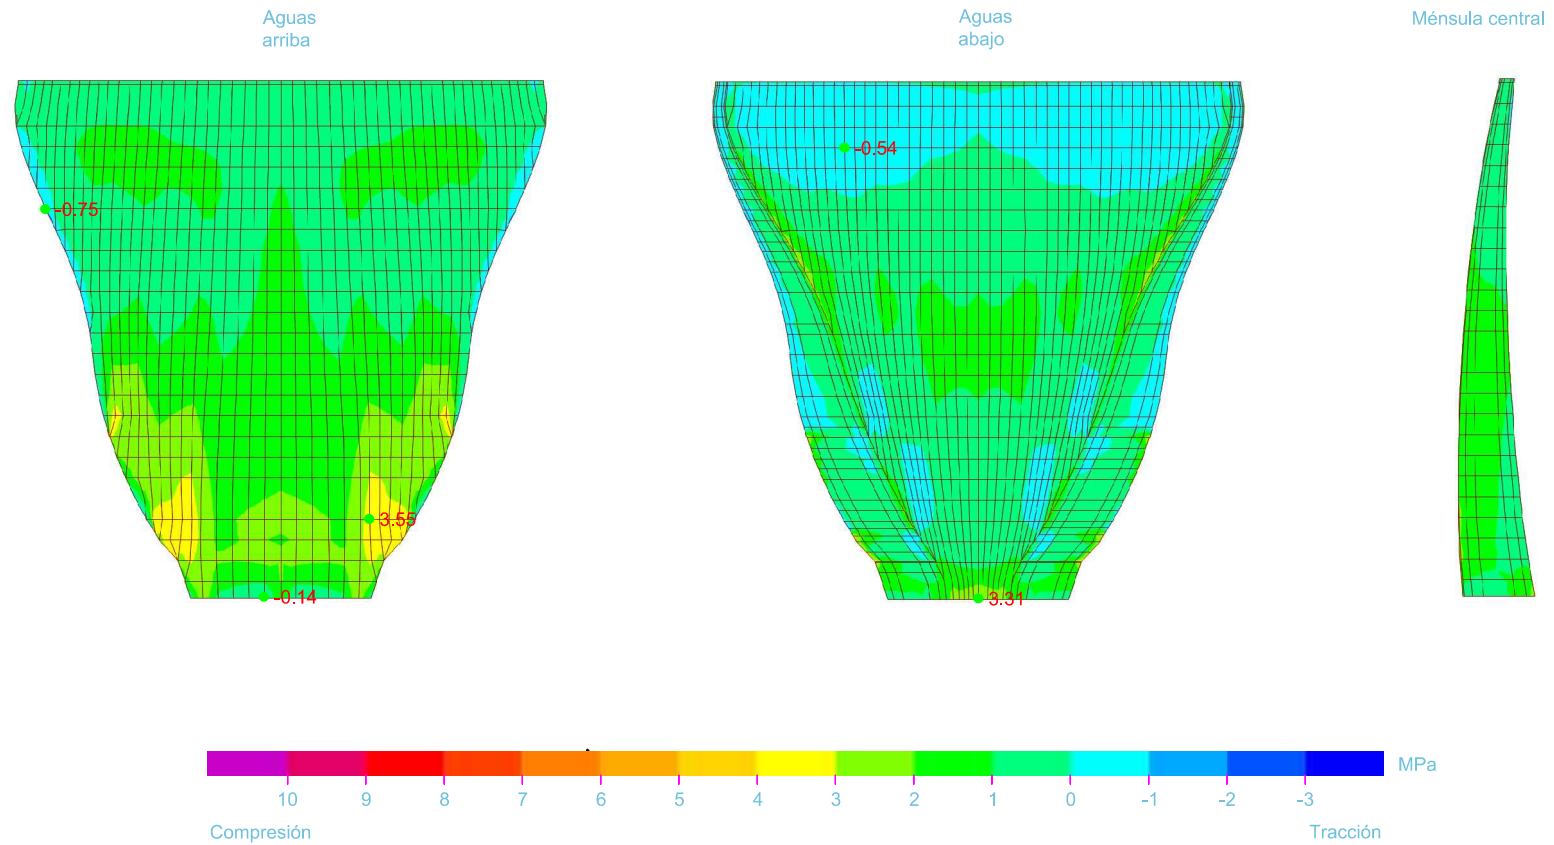 Aguas
arriba
Aguas
abajo
Ménsula central
-0.54
-0.75
3.55
-0.14
3.31
MPa
10 9 8 7 6 5 4 3 2 1 0 -1 -2 -3
Compresión
Tracción